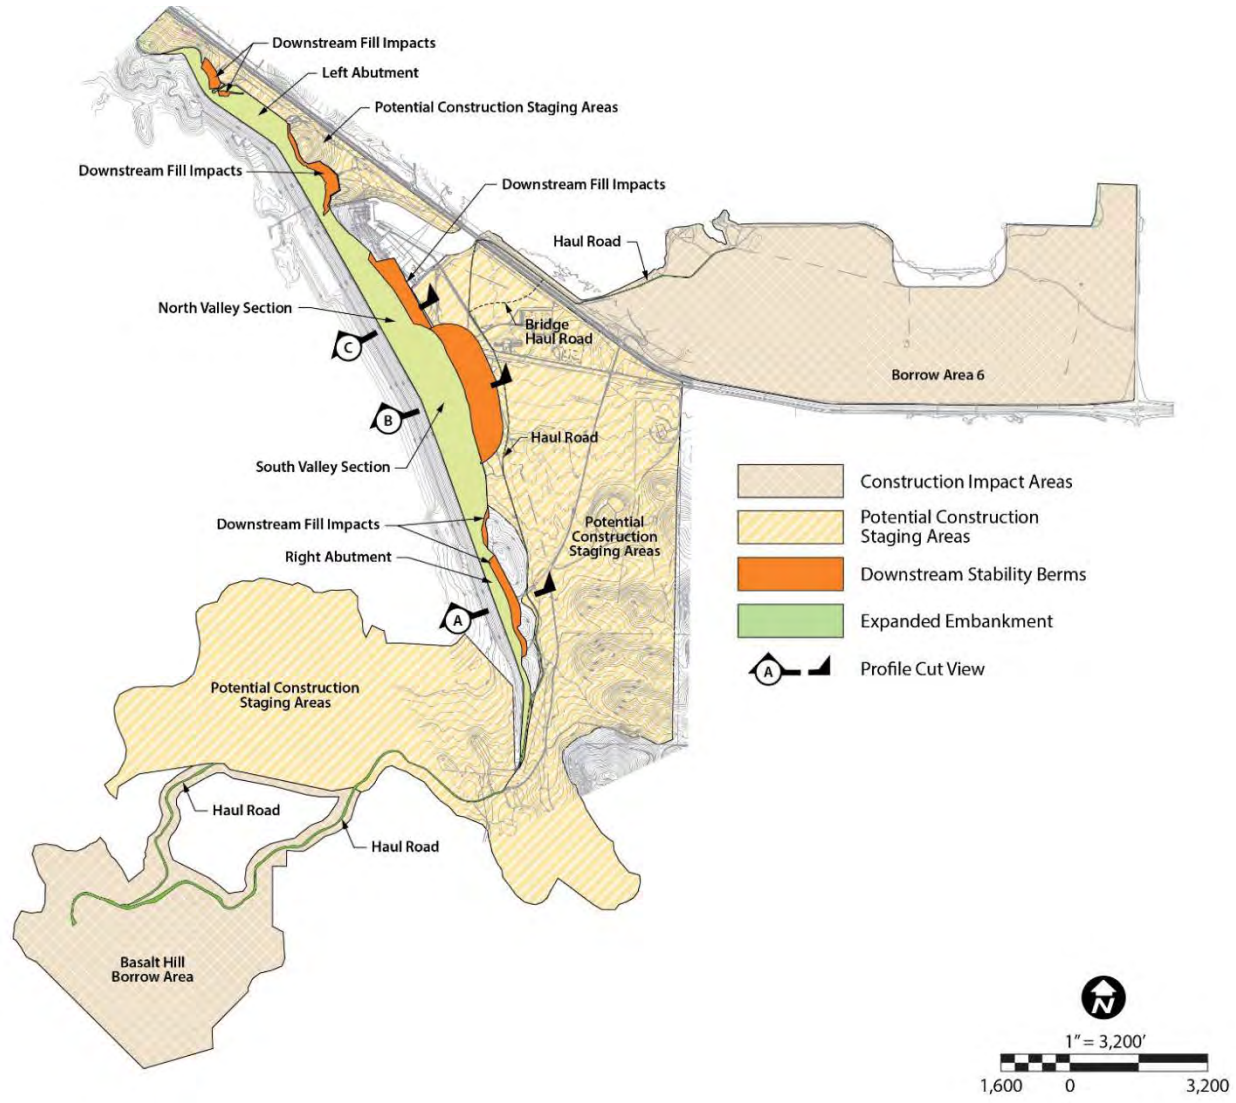 Downstream Fill Impacts
Left Abutment
Potential Construction Staging Areas
Downstream Fill Impacts
Downstream Fill Impacts
Haul Road
North Valley Section
Bridge
Haul Road
C
Borrow Area 6
B
Haul Road
South Valley Section
Construction Impact Areas
Potential Construction
Staging Areas
Downstream Fill Impacts
Potential
Construction
Staging Areas
Right Abutment
Downstream Stability Berms
A
Expanded Embankment
A
Profile Cut View
Potential Construction
Staging Areas
Haul Road
Haul Road
Basalt Hill
Borrow Area
N
1” = 3,200’
1,600 0 3,200